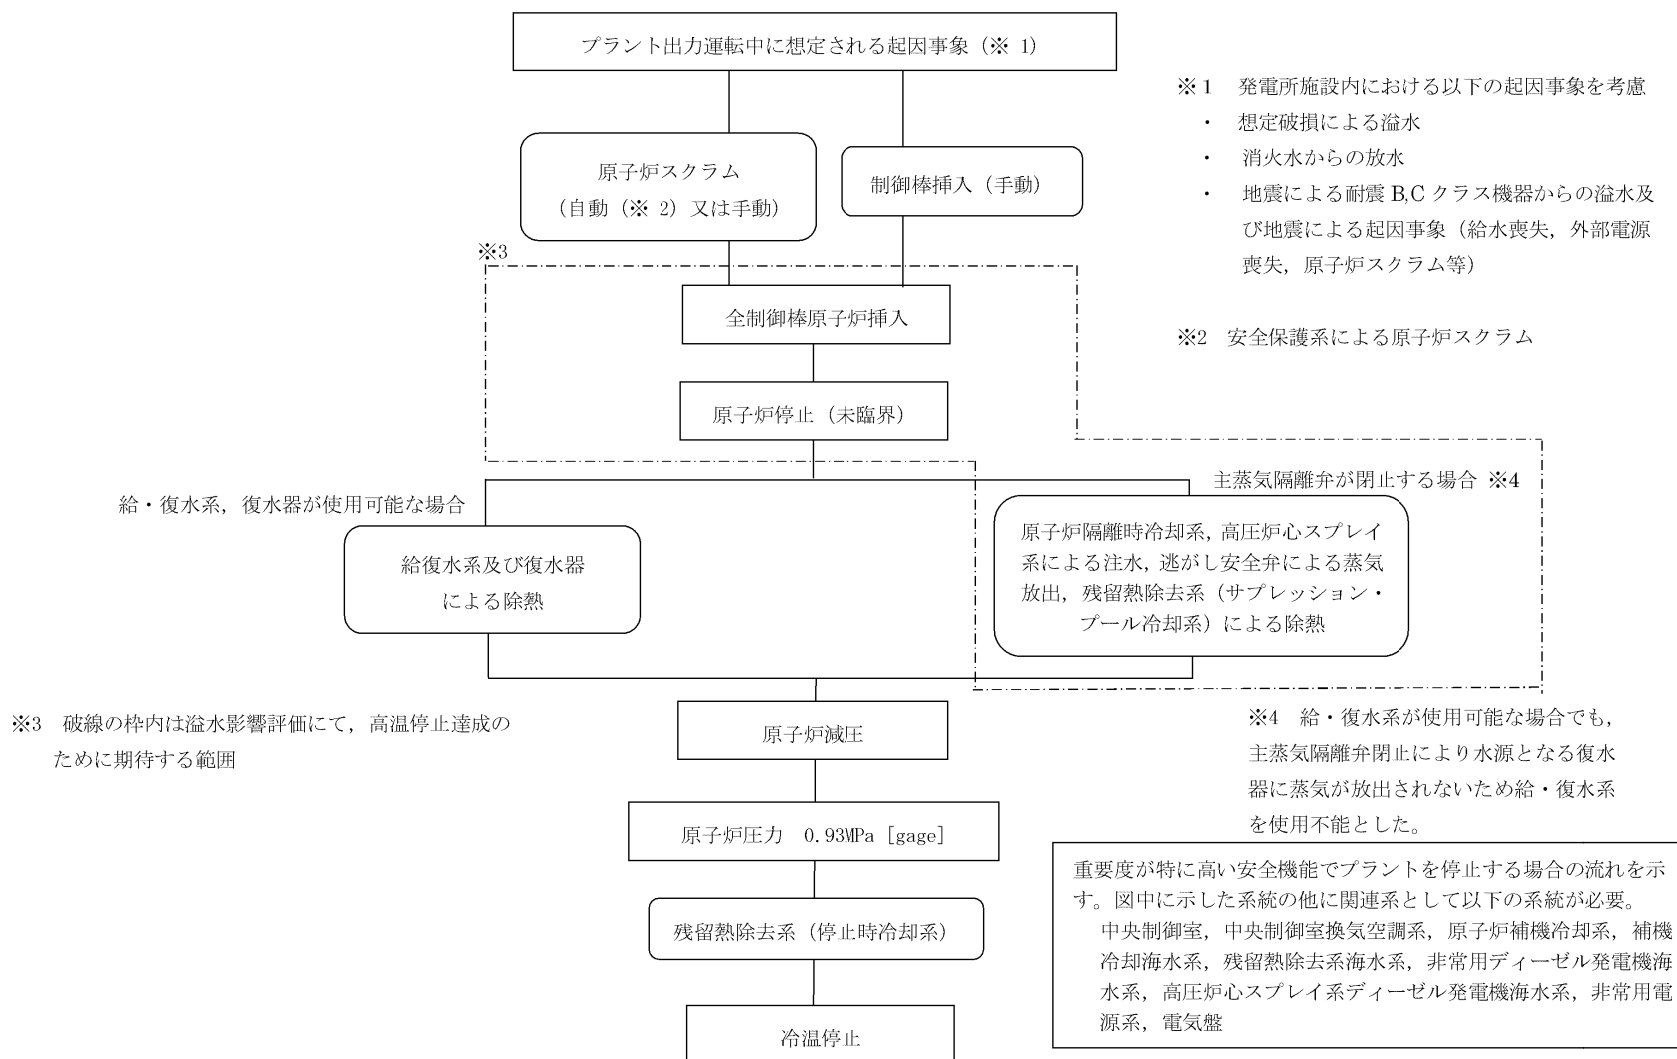 プラント出力運転中に想定される起因事象（※ 1）
※1　発電所施設内における以下の起因事象を考慮
・　想定破損による溢水
・　消火水からの放水
・　地震による耐震 B,C クラス機器からの溢水及
び地震による起因事象（給水喪失，外部電源
喪失，原子炉スクラム等）
※2　安全保護系による原子炉スクラム
原子炉スクラム
（自動（※ 2）又は手動）
制御棒挿入（手動）
※3
全制御棒原子炉挿入
原子炉停止（未臨界）
給・復水系，復水器が使用可能な場合
主蒸気隔離弁が閉止する場合 ※4
給復水系及び復水器
による除熱
原子炉隔離時冷却系，高圧炉心スプレイ
系による注水，逃がし安全弁による蒸気
放出，残留熱除去系（サプレッション・
プール冷却系）による除熱
※3　破線の枠内は溢水影響評価にて，高温停止達成の
ために期待する範囲
原子炉減圧
※4　給・復水系が使用可能な場合でも，
主蒸気隔離弁閉止により水源となる復水
器に蒸気が放出されないため給・復水系
を使用不能とした。
原子炉圧力　0.93MPa［gage］
残留熱除去系（停止時冷却系）
冷温停止
重要度が特に高い安全機能でプラントを停止する場合の流れを示
す。図中に示した系統の他に関連系として以下の系統が必要。
中央制御室，中央制御室換気空調系，原子炉補機冷却系，補機
冷却海水系，残留熱除去系海水系，非常用ディーゼル発電機海
水系，高圧炉心スプレイ系ディーゼル発電機海水系，非常用電
源系，電気盤